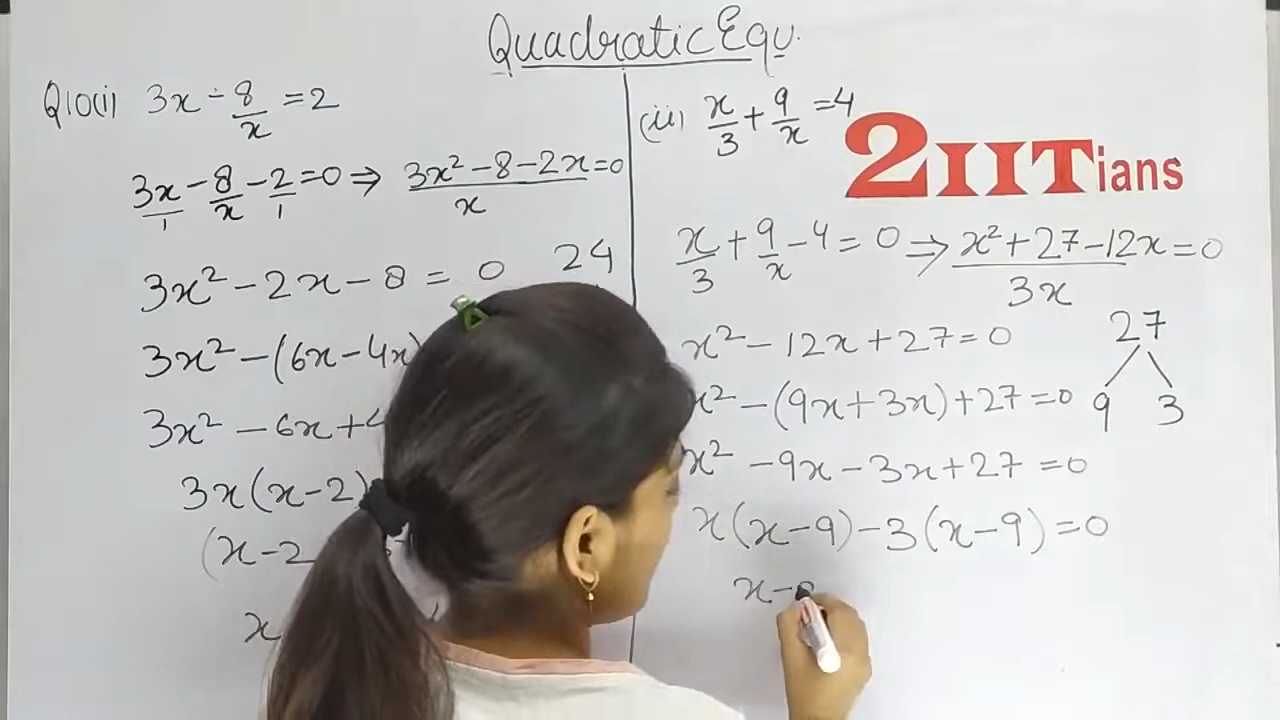 Quadratic Equ.
Q10(i) 3x - 8/x = 2
3x/1 - 8/x - 2/1 = 0 ⇒ (3x² - 8 - 2x)/x = 0
3x² - 2x - 8 = 0
24
3x² - (6x - 4x)
3x² - 6x + 4
3x(x-2)
(x-2
x
(ii) x/3 + 9/x = 4
2IITians
x/3 + 9/x - 4 = 0 ⇒ (x² + 27 - 12x)/3x = 0
x² - 12x + 27 = 0
27
x² - (9x + 3x) + 27 = 0
9 3
x² - 9x - 3x + 27 = 0
x(x-9) - 3(x-9) = 0
x-